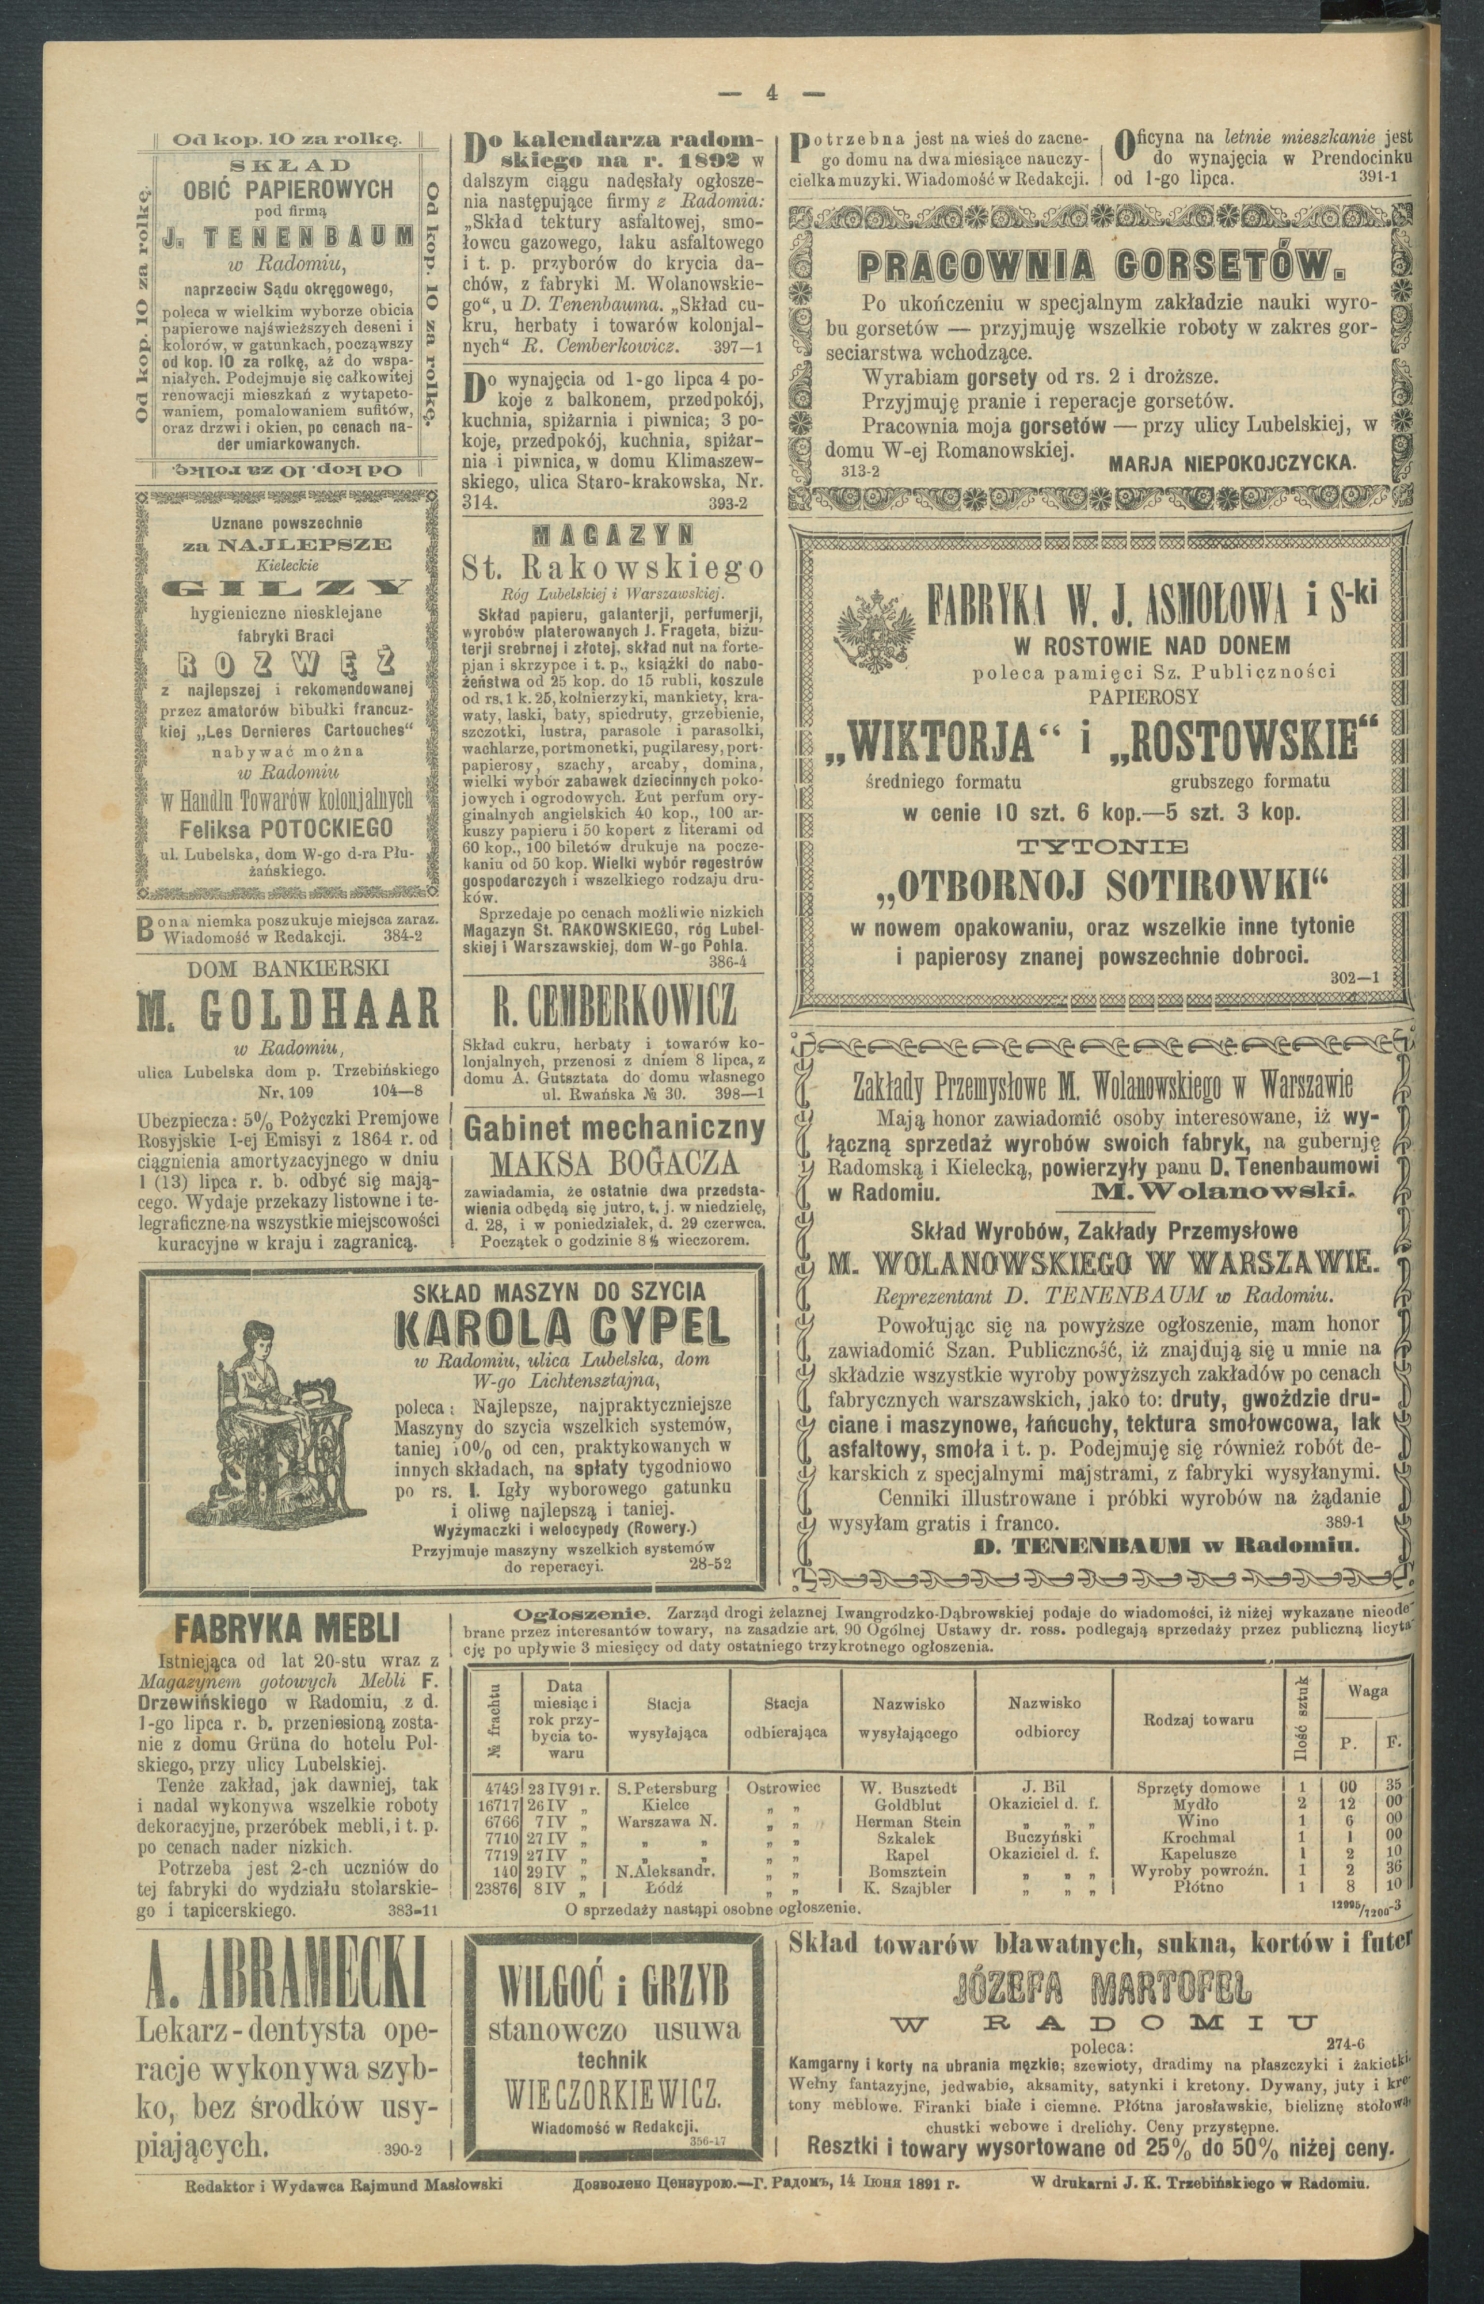 — 4 —
Od kop. 10 za rolkę.
Od kop. 10 za rolkę.
Od kop. 10 za rolkę.
SKŁAD
OBIĆ PAPIEROWYCH
pod firmą
J. TENENBAUM
w Radomiu,
naprzeciw Sądu okręgowego,
poleca w wielkim wyborze obicia
papierowe najświeższych deseni i
kolorów, w gatunkach, począwszy
od kop. 10 za rolkę, aż do wspa-
niałych. Podejmuje się całkowitej
renowacji mieszkań z wytapeto-
waniem, pomalowaniem sufitów,
oraz drzwi i okien, po cenach na-
der umiarkowanych.
Od kop. 10 za rolkę.
Uznane powszechnie
za NAJLEPSZE
Kieleckie
GILZY
hygieniczne niesklejane
fabryki Braci
ROZWĘŻ
z najlepszej i rekomendowanej
przez amatorów bibułki francuz-
kiej „Les Dernieres Cartouches“
nabywać można
w Radomiu
w Handlu Towarów kolonjalnych
Feliksa POTOCKIEGO
ul. Lubelska, dom W-go d-ra Płu-
żańskiego.
Bona niemka poszukuje miejsca zaraz.
Wiadomość w Redakcji. 384-2
DOM BANKIERSKI
M. GOLDHAAR
w Radomiu,
ulica Lubelska dom p. Trzebińskiego
Nr. 109 104—8
Ubezpiecza: 5% Pożyczki Premjowe
Rosyjskie I-ej Emisyi z 1864 r. od
ciągnienia amortyzacyjnego w dniu
1 (13) lipca r. b. odbyć się mają-
cego. Wydaje przekazy listowne i te-
legraficzne na wszystkie miejscowości
kuracyjne w kraju i zagranicą.
Do kalendarza radom-
skiego na r. 1892 w
dalszym ciągu nadesłały ogłosze-
nia następujące firmy z Radomia:
„Skład tektury asfaltowej, smo-
łowcu gazowego, laku asfaltowego
i t. p. przyborów do krycia da-
chów, z fabryki M. Wolanowskie-
go“, u D. Tenenbauma. „Skład cu-
kru, herbaty i towarów kolonjal-
nych“ R. Cemberkowicz. 397—1
Do wynajęcia od 1-go lipca 4 po-
koje z balkonem, przedpokój,
kuchnia, spiżarnia i piwnica; 3 po-
koje, przedpokój, kuchnia, spiżar-
nia i piwnica, w domu Klimaszew-
skiego, ulica Staro-krakowska, Nr.
314. 393-2
MAGAZYN
St. Rakowskiego
Róg Lubelskiej i Warszawskiej.
Skład papieru, galanterji, perfumerji,
wyrobów platerowanych J. Frageta, biżu-
terji srebrnej i złotej, skład nut na forte-
pjan i skrzypce i t. p., książki do nabo-
żeństwa od 25 kop. do 15 rubli, koszule
od rs. 1 k. 25, kołnierzyki, mankiety, kra-
waty, laski, baty, spicdruty, grzebienie,
szczotki, lustra, parasole i parasolki,
wachlarze, portmonetki, pugilaresy, port-
papierosy, szachy, arcaby, domina,
wielki wybór zabawek dziecinnych poko-
jowych i ogrodowych. Łut perfum ory-
ginalnych angielskich 40 kop., 100 ar-
kuszy papieru i 50 kopert z literami od
60 kop., 100 biletów drukuje na pocze-
kaniu od 50 kop. Wielki wybór regestrów
gospodarczych i wszelkiego rodzaju dru-
ków.
Sprzedaje po cenach możliwie nizkich
Magazyn St. RAKOWSKIEGO, róg Lubel-
skiej i Warszawskiej, dom W-go Pohla.
386-4
R. CEMBERKOWICZ
Skład cukru, herbaty i towarów ko-
lonjalnych, przenosi z dniem 8 lipca, z
domu A. Gutsztata do domu własnego
ul. Rwańska № 30. 398—1
Gabinet mechaniczny
MAKSA BOGACZA
zawiadamia, że ostatnie dwa przedsta-
wienia odbędą się jutro, t. j. w niedzielę,
d. 28, i w poniedziałek, d. 29 czerwca.
Początek o godzinie 8½ wieczorem.
SKŁAD MASZYN DO SZYCIA
KAROLA CYPEL
w Radomiu, ulica Lubelska, dom
W-go Lichtensztajna,
poleca: Najlepsze, najpraktyczniejsze
Maszyny do szycia wszelkich systemów,
taniej 10% od cen, praktykowanych w
innych składach, na spłaty tygodniowo
po rs. 1. Igły wyborowego gatunku
i oliwę najlepszą i taniej.
Wyżymaczki i welocypedy (Rowery.)
Przyjmuje maszyny wszelkich systemów
do reperacyi. 28-52
Potrzebna jest na wieś do zacne-
go domu na dwa miesiące nauczy-
cielka muzyki. Wiadomość w Redakcji.
Oficyna na letnie mieszkanie jest
do wynajęcia w Prendocinku
od 1-go lipca. 391-1
PRACOWNIA GORSETÓW.
Po ukończeniu w specjalnym zakładzie nauki wyro-
bu gorsetów — przyjmuję wszelkie roboty w zakres gor-
seciarstwa wchodzące.
Wyrabiam gorsety od rs. 2 i droższe.
Przyjmuję pranie i reperacje gorsetów.
Pracownia moja gorsetów — przy ulicy Lubelskiej, w
domu W-ej Romanowskiej.
313-2 MARJA NIEPOKOJCZYCKA.
FABRYKA W. J. ASMOŁOWA i S-ki
W ROSTOWIE NAD DONEM
poleca pamięci Sz. Publiczności
PAPIEROSY
„WIKTORJA“ i „ROSTOWSKIE“
średniego formatu grubszego formatu
w cenie 10 szt. 6 kop.—5 szt. 3 kop.
TYTONIE
„OTBORNOJ SOTIROWKI“
w nowem opakowaniu, oraz wszelkie inne tytonie
i papierosy znanej powszechnie dobroci.
302—1
Zakłady Przemysłowe M. Wolanowskiego w Warszawie
Mają honor zawiadomić osoby interesowane, iż wy-
łączną sprzedaż wyrobów swoich fabryk, na gubernję
Radomską i Kielecką, powierzyły panu D. Tenenbaumowi
w Radomiu. M. Wolanowski.
Skład Wyrobów, Zakłady Przemysłowe
M. WOLANOWSKIEGO W WARSZAWIE.
Reprezentant D. TENENBAUM w Radomiu.
Powołując się na powyższe ogłoszenie, mam honor
zawiadomić Szan. Publiczność, iż znajdują się u mnie na
składzie wszystkie wyroby powyższych zakładów po cenach
fabrycznych warszawskich, jako to: druty, gwoździe dru-
ciane i maszynowe, łańcuchy, tektura smołowcowa, lak
asfaltowy, smoła i t. p. Podejmuję się również robót de-
karskich z specjalnymi majstrami, z fabryki wysyłanymi.
Cenniki illustrowane i próbki wyrobów na żądanie
wysyłam gratis i franco. 389-1
D. TENENBAUM w Radomiu.
FABRYKA MEBLI
Istniejąca od lat 20-stu wraz z
Magazynem gotowych Mebli F.
Drzewińskiego w Radomiu, z d.
1-go lipca r. b. przeniesioną zosta-
nie z domu Grüna do hotelu Pol-
skiego, przy ulicy Lubelskiej.
Tenże zakład, jak dawniej, tak
i nadal wykonywa wszelkie roboty
dekoracyjne, przeróbek mebli, i t. p.
po cenach nader nizkich.
Potrzeba jest 2-ch uczniów do
tej fabryki do wydziału stolarskie-
go i tapicerskiego. 383-11
Ogłoszenie. Zarząd drogi żelaznej Iwangrodzko-Dąbrowskiej podaje do wiadomości, iż niżej wykazane nieode-
brane przez interesantów towary, na zasadzie art. 90 Ogólnej Ustawy dr. ross. podlegają sprzedaży przez publiczną licyta-
cję po upływie 3 miesięcy od daty ostatniego trzykrotnego ogłoszenia.
№ frachtu | Data miesiąc i rok przy-bycia to-waru | Stacja wysyłająca | Stacja odbierająca | Nazwisko wysyłającego | Nazwisko odbiorcy | Rodzaj towaru | Ilość sztuk | Waga P. | F.
4749 | 23 IV 91 r. | S. Petersburg | Ostrowiec | W. Busztedt | J. Bil | Sprzęty domowe | 1 | 00 | 35
16717 | 26 IV „ | Kielce | „ „ | Goldblut | Okaziciel d. f. | Mydło | 2 | 12 | 00
6766 | 7 IV „ | Warszawa N. | „ „ | Herman Stein | „ „ „ | Wino | 1 | 6 | 00
7710 | 27 IV „ | „ „ | „ „ | Szkalek | Buczyński | Krochmal | 1 | 1 | 00
7719 | 27 IV „ | „ „ | „ „ | Rapel | Okaziciel d. f. | Kapelusze | 1 | 2 | 10
140 | 29 IV „ | N. Aleksandr. | „ „ | Bomsztein | „ „ „ | Wyroby powroźn. | 1 | 2 | 36
23876 | 8 IV „ | Łódź | „ „ | K. Szajbler | „ „ „ | Płótno | 1 | 8 | 10
O sprzedaży nastąpi osobne ogłoszenie. 12995/7200-3
A. ABRAMECKI
Lekarz-dentysta ope-
racje wykonywa szyb-
ko, bez środków usy-
piających. 390-2
WILGOĆ i GRZYB
stanowczo usuwa
technik
WIECZORKIEWICZ.
Wiadomość w Redakcji.
356-17
Skład towarów bławatnych, sukna, kortów i futer
JÓZEFA MARTOFEL
W RADOMIU
poleca: 274-6
Kamgarny i korty na ubrania męzkie; szewioty, dradimy na płaszczyki i żakietki.
Wełny fantazyjne, jedwabie, aksamity, satynki i kretony. Dywany, juty i kre-
tony meblowe. Firanki białe i ciemne. Płótna jarosławskie, bieliznę stołową,
chustki webowe i drelichy. Ceny przystępne.
Resztki i towary wysortowane od 25% do 50% niżej ceny.
Redaktor i Wydawca Rajmund Masłowski Дозволено Цензурою.—Г. Радомъ, 14 Іюня 1891 г. W drukarni J. K. Trzebińskiego w Radomiu.